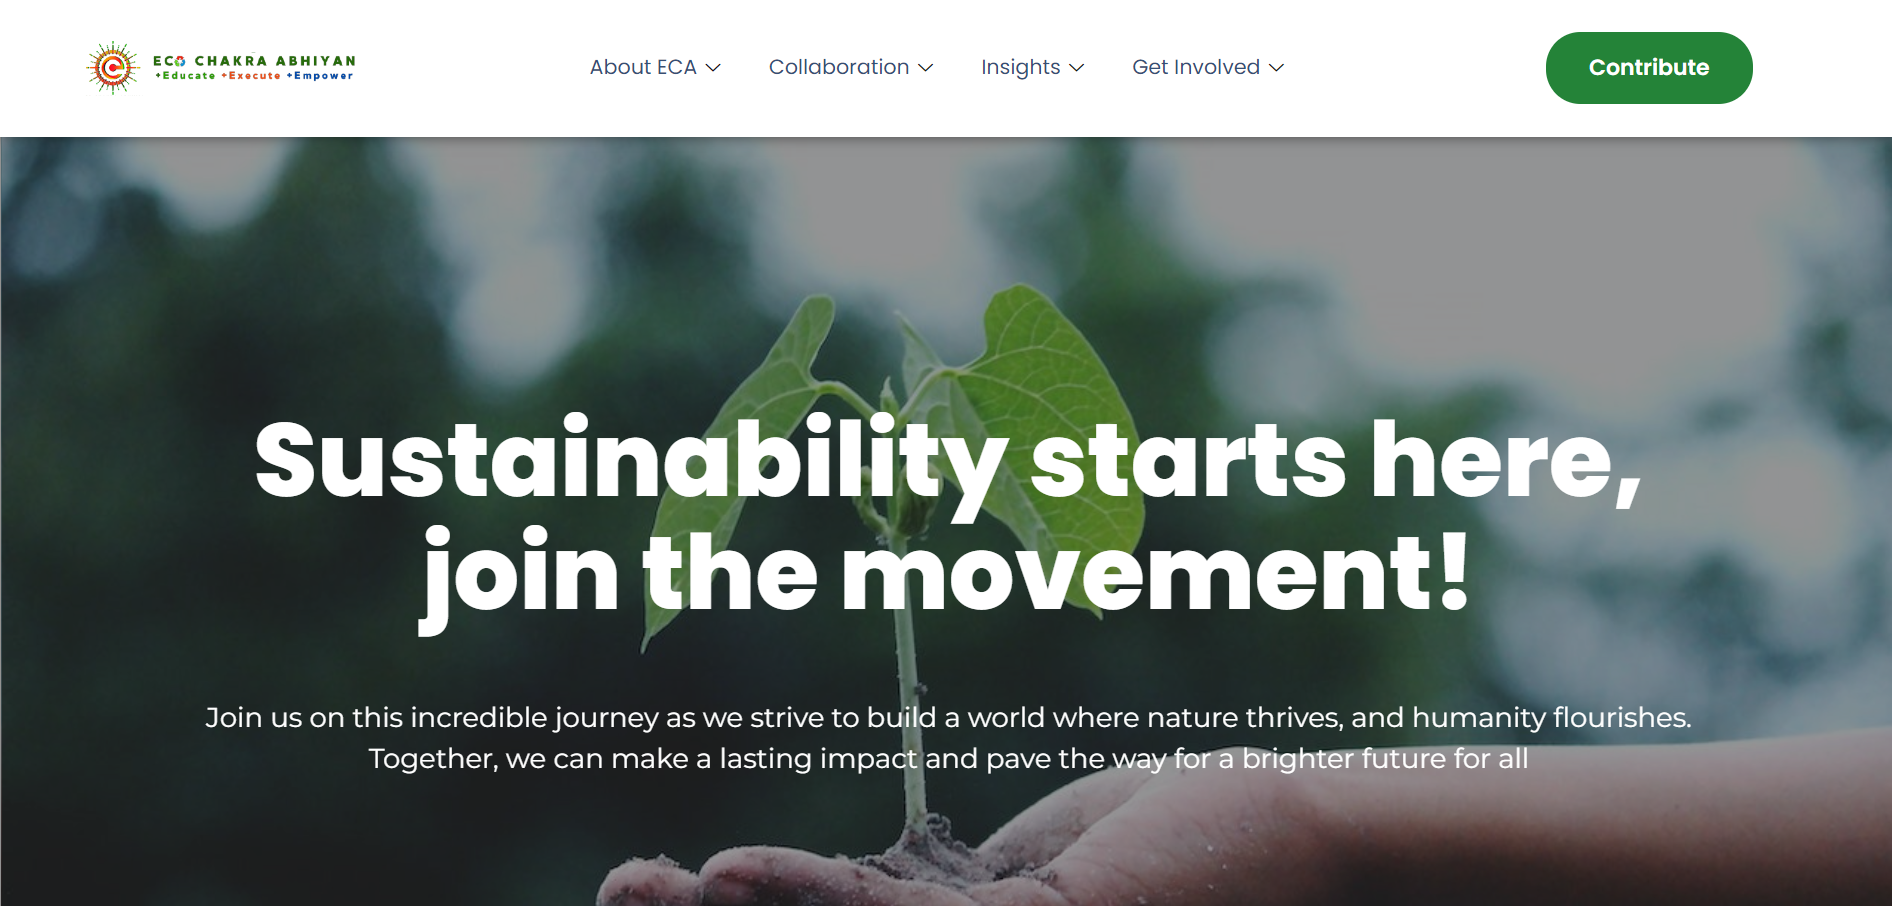 ECO CHAKRA ABHIYAN
+Educate +Execute +Empower
About ECA
Collaboration
Insights
Get Involved
Contribute
Sustainability starts here,
join the movement!
Join us on this incredible journey as we strive to build a world where nature thrives, and humanity flourishes.
Together, we can make a lasting impact and pave the way for a brighter future for all